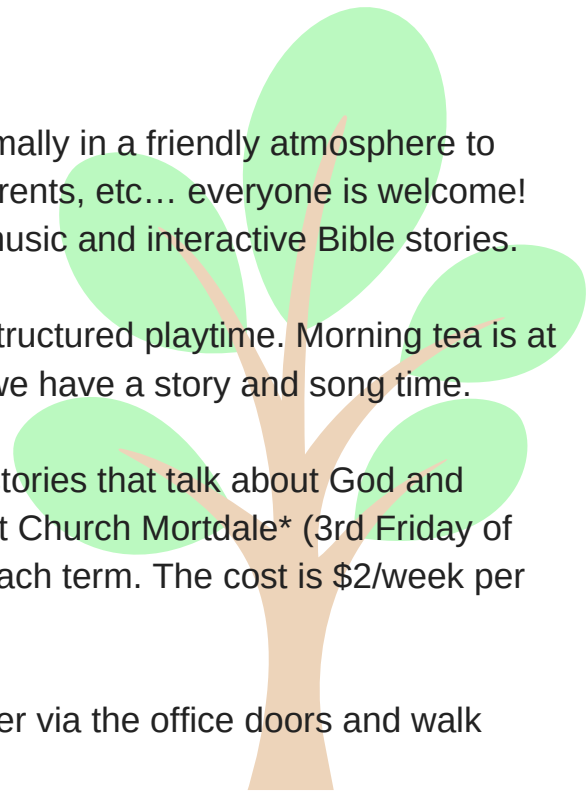 mally in a friendly atmosphere to
rents, etc… everyone is welcome!
usic and interactive Bible stories.
tructured playtime. Morning tea is at
we have a story and song time.
tories that talk about God and
t Church Mortdale* (3rd Friday of
ach term. The cost is $2/week per
er via the office doors and walk